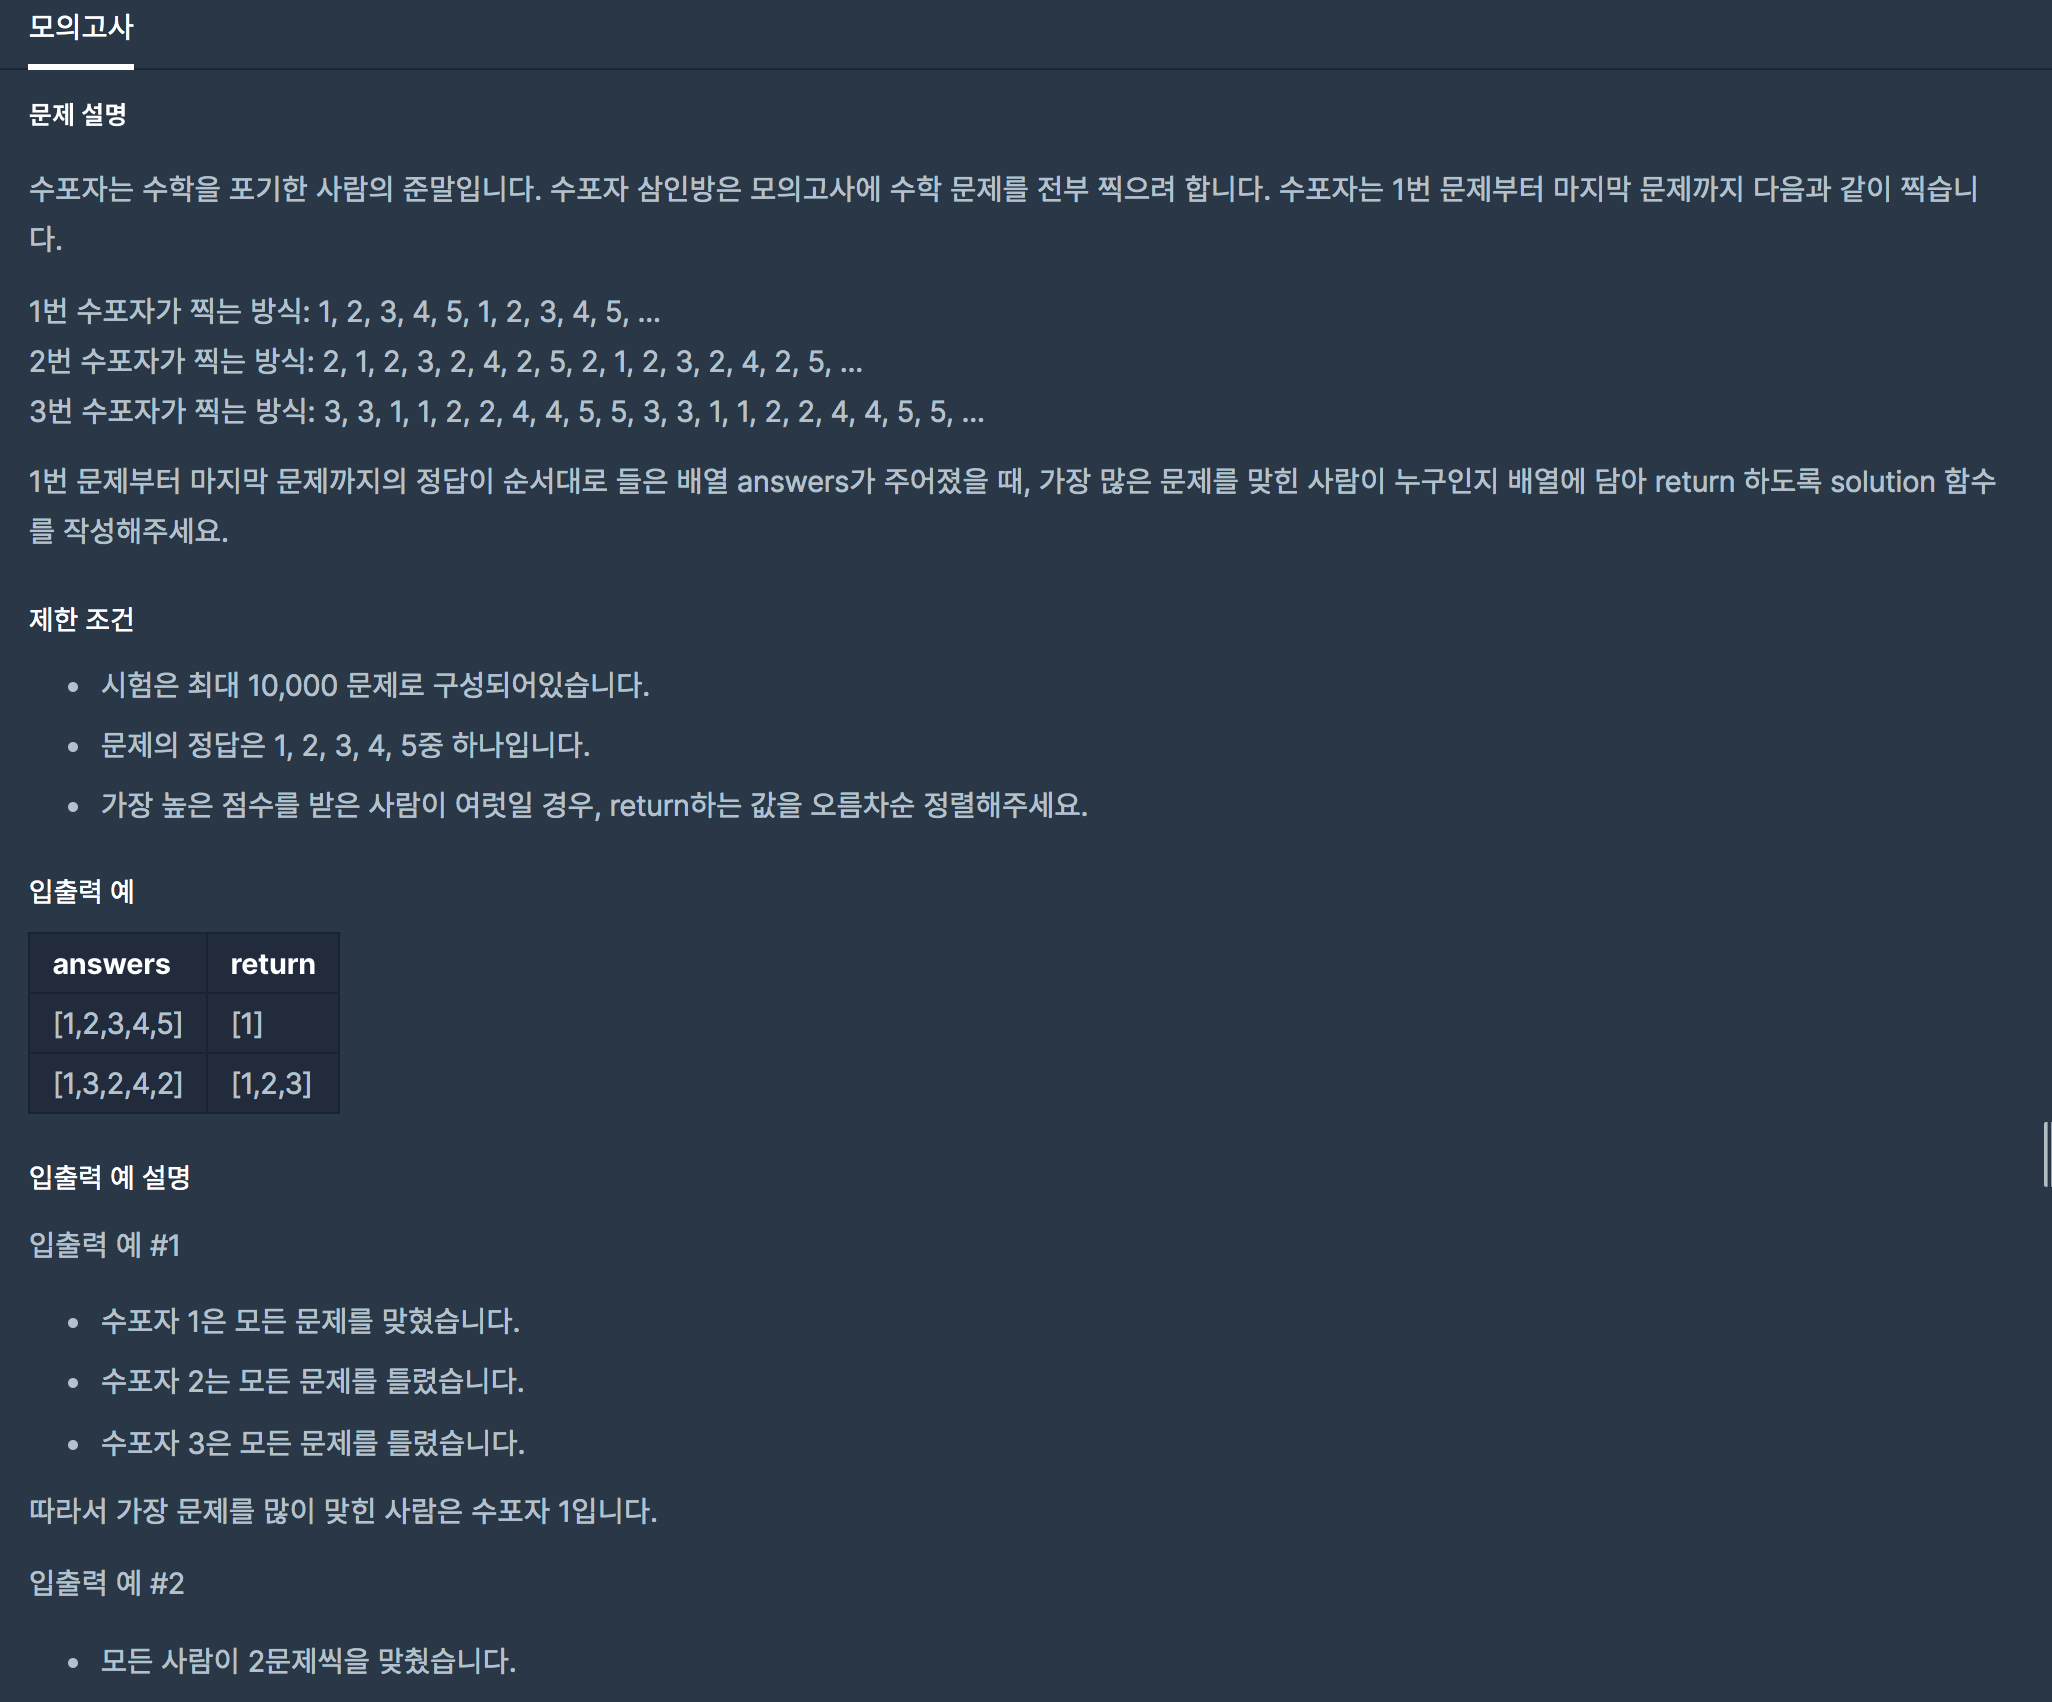 모의고사
문제 설명
수포자는 수학을 포기한 사람의 준말입니다. 수포자 삼인방은 모의고사에 수학 문제를 전부 찍으려 합니다. 수포자는 1번 문제부터 마지막 문제까지 다음과 같이 찍습니
다.
1번 수포자가 찍는 방식: 1, 2, 3, 4, 5, 1, 2, 3, 4, 5, ...
2번 수포자가 찍는 방식: 2, 1, 2, 3, 2, 4, 2, 5, 2, 1, 2, 3, 2, 4, 2, 5, ...
3번 수포자가 찍는 방식: 3, 3, 1, 1, 2, 2, 4, 4, 5, 5, 3, 3, 1, 1, 2, 2, 4, 4, 5, 5, ...
1번 문제부터 마지막 문제까지의 정답이 순서대로 들은 배열 answers가 주어졌을 때, 가장 많은 문제를 맞힌 사람이 누구인지 배열에 담아 return 하도록 solution 함수
를 작성해주세요.
제한 조건
• 시험은 최대 10,000 문제로 구성되어있습니다.
• 문제의 정답은 1, 2, 3, 4, 5중 하나입니다.
• 가장 높은 점수를 받은 사람이 여럿일 경우, return하는 값을 오름차순 정렬해주세요.
입출력 예
answers return
[1,2,3,4,5] [1]
[1,3,2,4,2] [1,2,3]
입출력 예 설명
입출력 예 #1
• 수포자 1은 모든 문제를 맞혔습니다.
• 수포자 2는 모든 문제를 틀렸습니다.
• 수포자 3은 모든 문제를 틀렸습니다.
따라서 가장 문제를 많이 맞힌 사람은 수포자 1입니다.
입출력 예 #2
• 모든 사람이 2문제씩을 맞췄습니다.